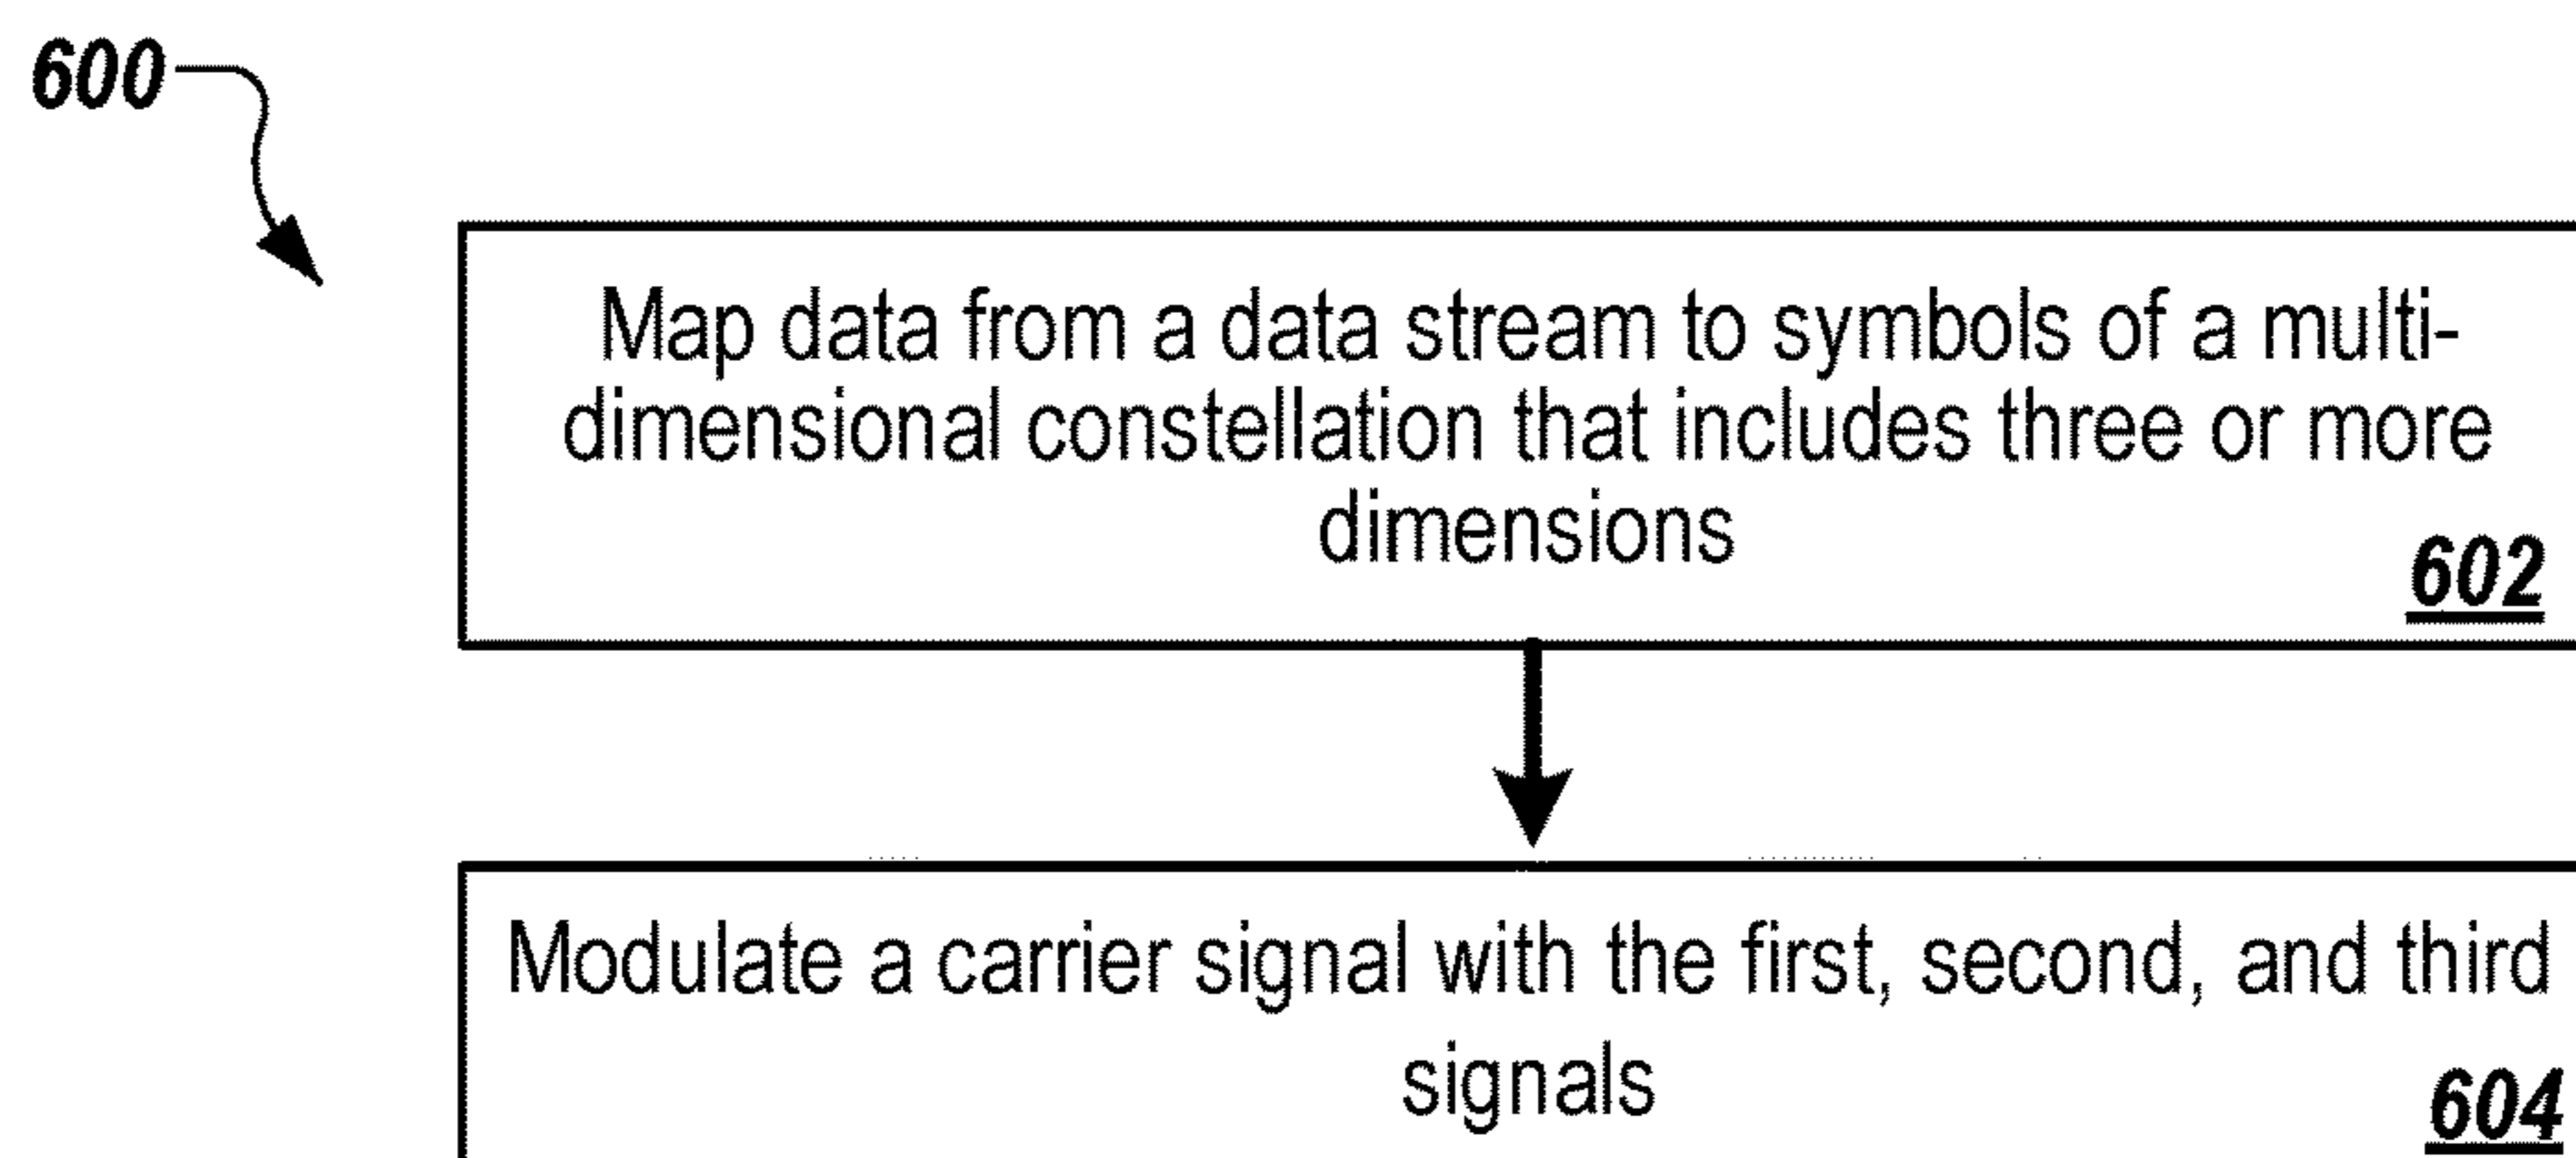 600
Map data from a data stream to symbols of a multi-
dimensional constellation that includes three or more
dimensions
602
Modulate a carrier signal with the first, second, and third
signals
604